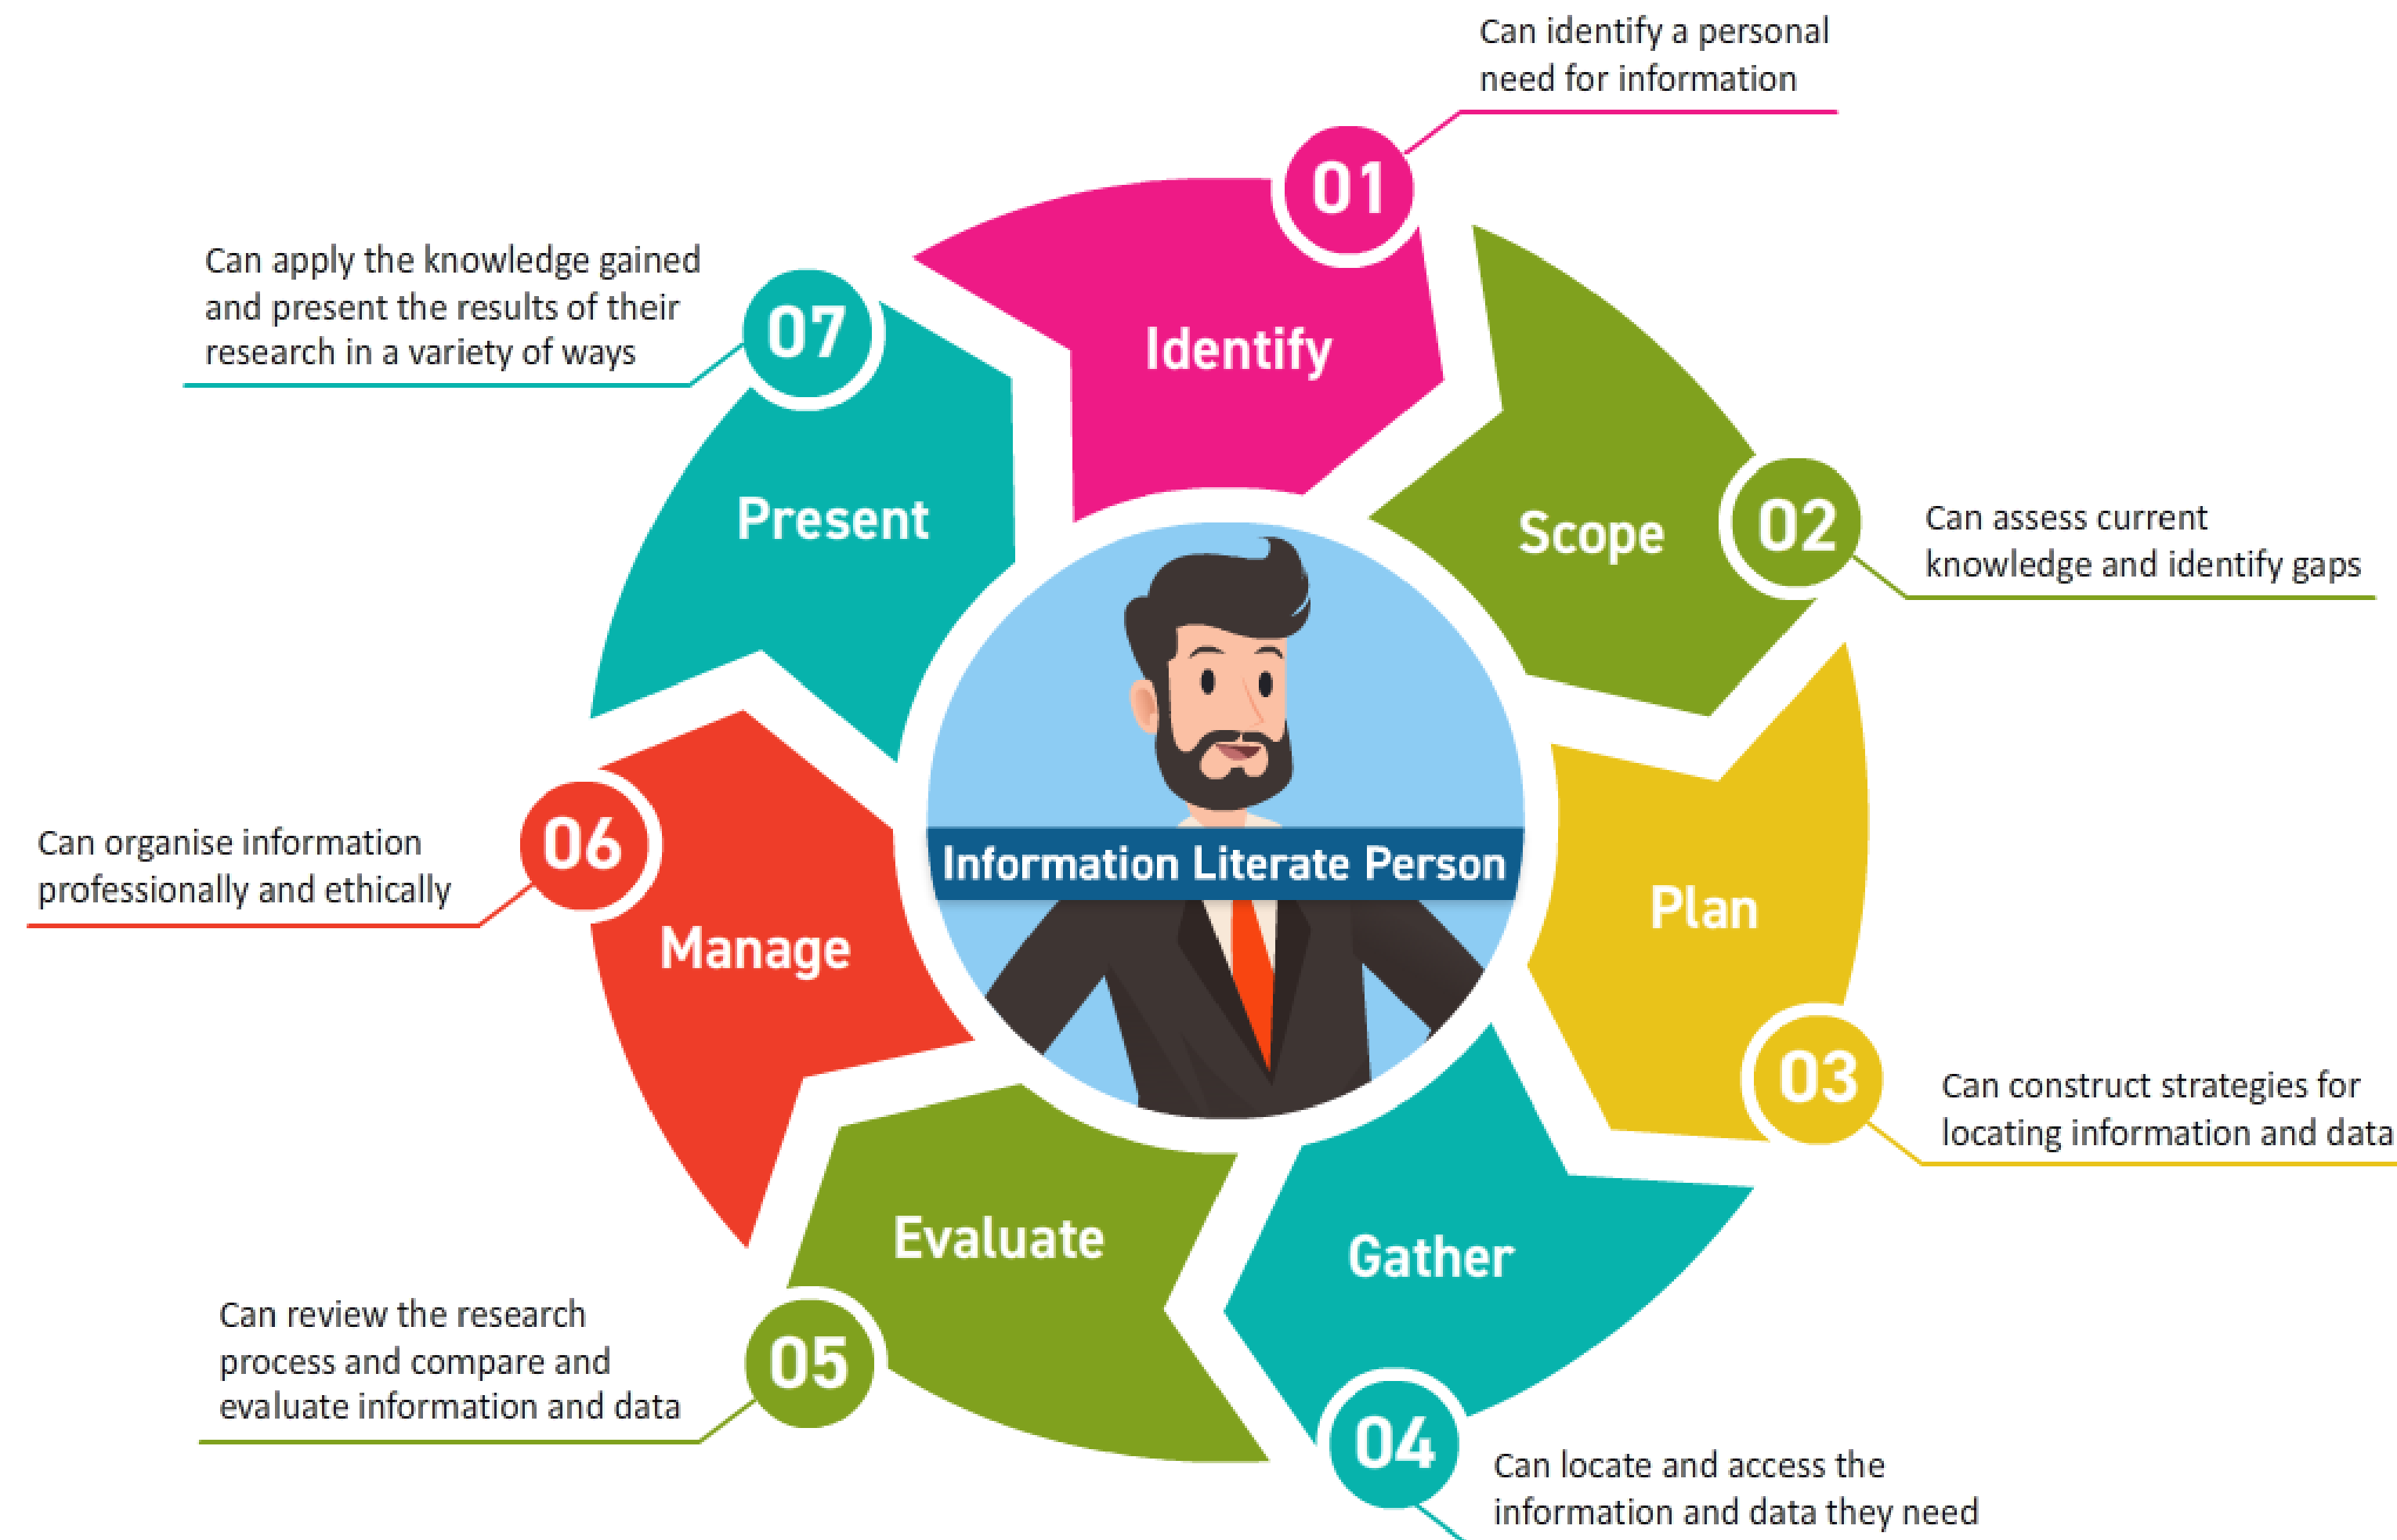 Can identify a personal
need for information
01
Identify
Scope
02
Can assess current
knowledge and identify gaps
Plan
03
Can construct strategies for
locating information and data
Gather
04
Can locate and access the
information and data they need
Evaluate
05
Can review the research
process and compare and
evaluate information and data
Manage
06
Can organise information
professionally and ethically
Present
07
Can apply the knowledge gained
and present the results of their
research in a variety of ways
Information Literate Person